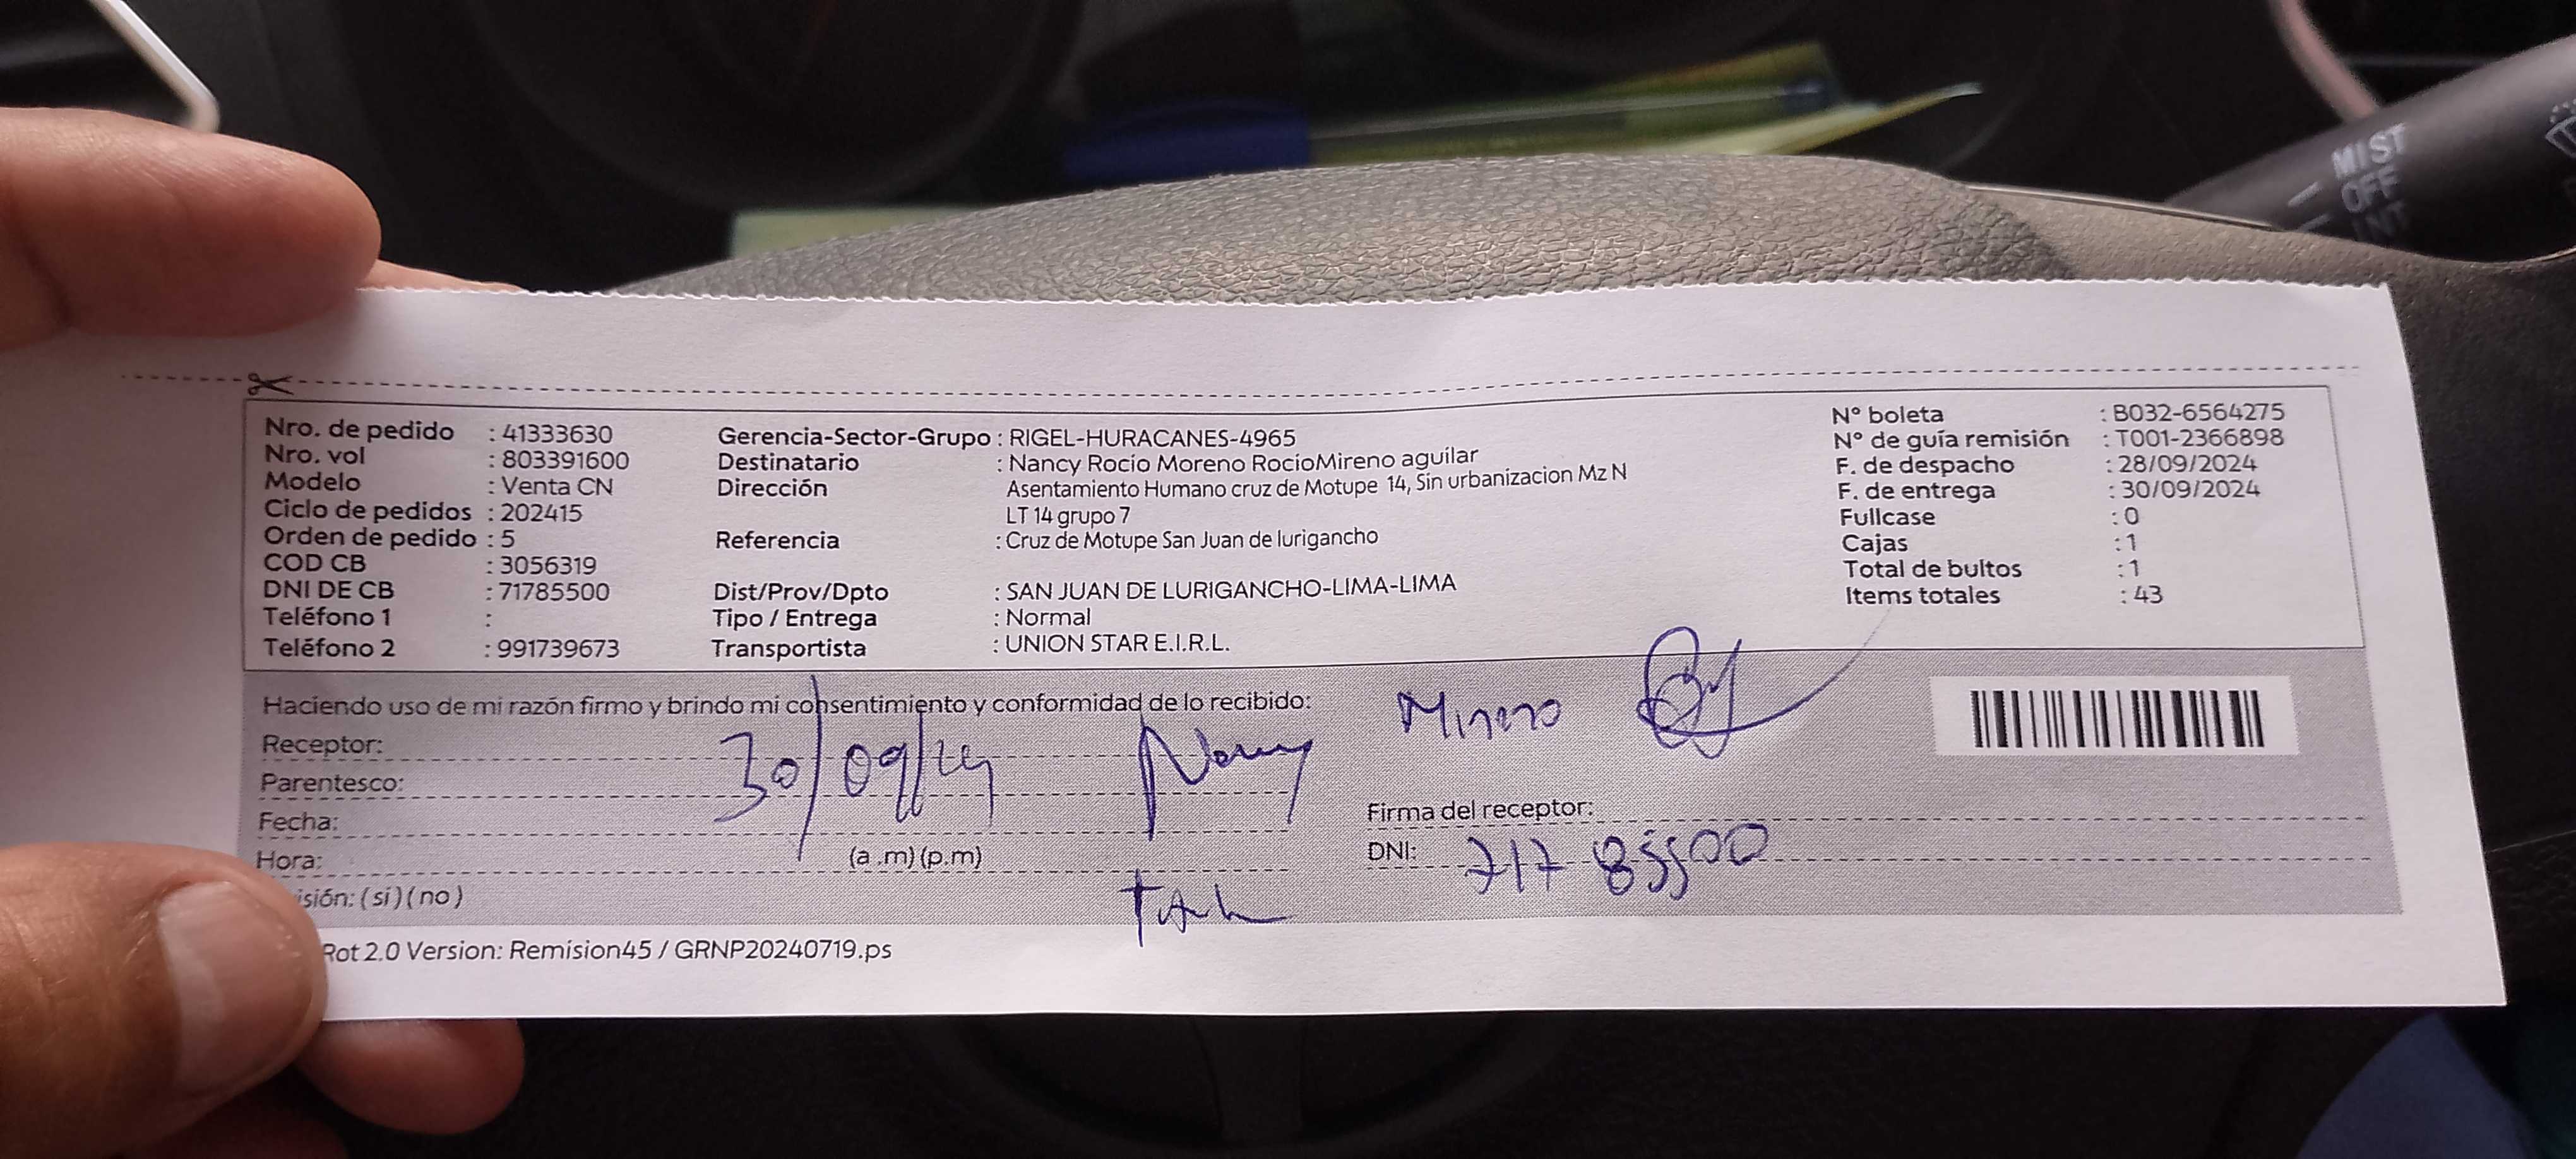 Nro. de pedido : 41333630
Nro. vol : 803391600
Modelo : Venta CN
Ciclo de pedidos : 202415
Orden de pedido : 5
COD CB : 3056319
DNI DE CB : 71785500
Teléfono 1 :
Teléfono 2 : 991739673
Gerencia-Sector-Grupo : RIGEL-HURACANES-4965
Destinatario : Nancy Rocío Moreno RocíoMireno aguilar
Dirección Asentamiento Humano cruz de Motupe 14, Sin urbanizacion Mz N
LT 14 grupo 7
Referencia : Cruz de Motupe San Juan de lurigancho
Dist/Prov/Dpto : SAN JUAN DE LURIGANCHO-LIMA-LIMA
Tipo / Entrega : Normal
Transportista : UNION STAR E.I.R.L.
N° boleta : B032-6564275
N° de guía remisión : T001-2366898
F. de despacho : 28/09/2024
F. de entrega : 30/09/2024
Fullcase : 0
Cajas : 1
Total de bultos : 1
Items totales : 43
Haciendo uso de mi razón firmo y brindo mi consentimiento y conformidad de lo recibido:
Mireno
Receptor:
30/09/24 Nancy
Parentesco:
Fecha:
Hora: (a .m) (p.m)
isión: ( si ) ( no )
Firma del receptor:
DNI: 717 85500
Rot 2.0 Version: Remision45 / GRNP20240719.ps
MIST
OFF
INT